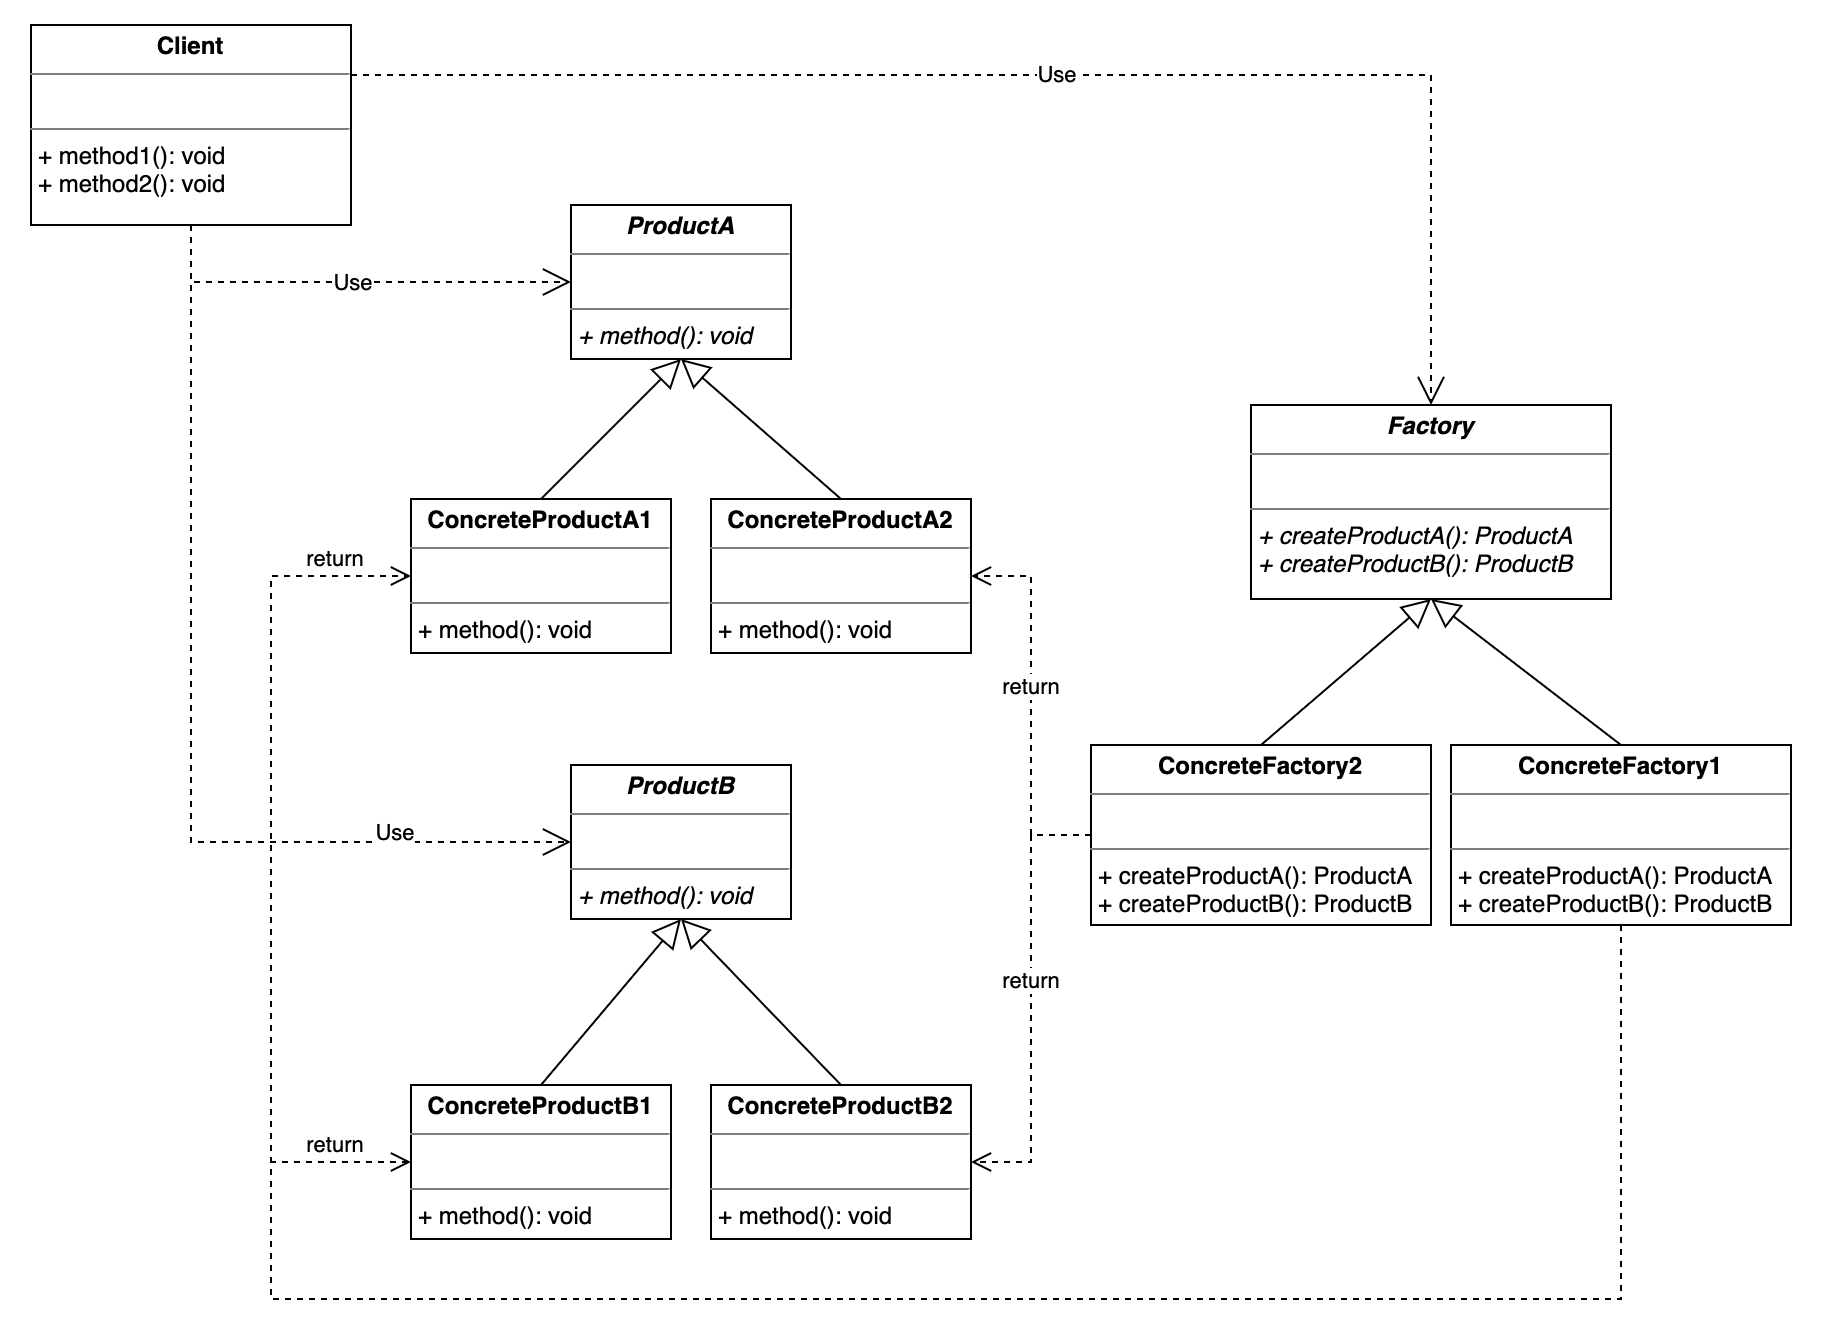 Client
+ method1(): void
+ method2(): void
Use
ProductA
+ method(): void
Use
Factory
+ createProductA(): ProductA
+ createProductB(): ProductB
ConcreteProductA1
+ method(): void
ConcreteProductA2
+ method(): void
return
return
ProductB
+ method(): void
Use
ConcreteFactory2
+ createProductA(): ProductA
+ createProductB(): ProductB
ConcreteFactory1
+ createProductA(): ProductA
+ createProductB(): ProductB
return
ConcreteProductB1
+ method(): void
ConcreteProductB2
+ method(): void
return